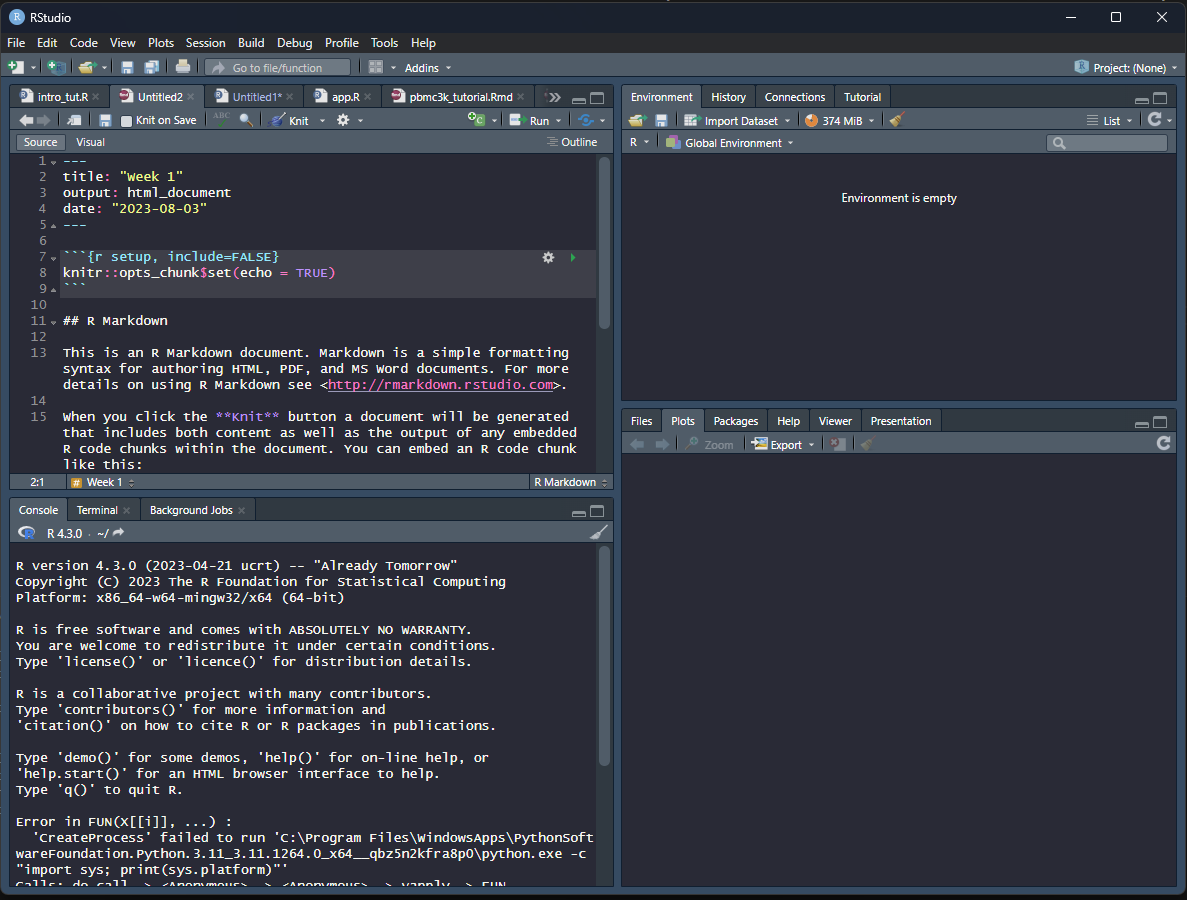 RStudio
File Edit Code View Plots Session Build Debug Profile Tools Help
Go to file/function Addins Project: (None)
intro_tut.R Untitled2 Untitled1* app.R pbmc3k_tutorial.Rmd
Knit on Save ABC Knit Run
Source Visual Outline
1 ---
2 title: "Week 1"
3 output: html_document
4 date: "2023-08-03"
5 ---
6
7 ```{r setup, include=FALSE}
8 knitr::opts_chunk$set(echo = TRUE)
9 ```
10
11 ## R Markdown
12
13 This is an R Markdown document. Markdown is a simple formatting
syntax for authoring HTML, PDF, and MS Word documents. For more
details on using R Markdown see <http://rmarkdown.rstudio.com>.
14
15 When you click the **Knit** button a document will be generated
that includes both content as well as the output of any embedded
R code chunks within the document. You can embed an R code chunk
like this:
2:1 # Week 1 R Markdown
Console Terminal Background Jobs
R 4.3.0 · ~/
R version 4.3.0 (2023-04-21 ucrt) -- "Already Tomorrow"
Copyright (C) 2023 The R Foundation for Statistical Computing
Platform: x86_64-w64-mingw32/x64 (64-bit)
R is free software and comes with ABSOLUTELY NO WARRANTY.
You are welcome to redistribute it under certain conditions.
Type 'license()' or 'licence()' for distribution details.
R is a collaborative project with many contributors.
Type 'contributors()' for more information and
'citation()' on how to cite R or R packages in publications.
Type 'demo()' for some demos, 'help()' for on-line help, or
'help.start()' for an HTML browser interface to help.
Type 'q()' to quit R.
Error in FUN(X[[i]], ...) :
'CreateProcess' failed to run 'C:\Program Files\WindowsApps\PythonSoft
wareFoundation.Python.3.11_3.11.1264.0_x64__qbz5n2kfra8p0\python.exe -c
"import sys; print(sys.platform)"'
Calls: do.call -> <Anonymous> -> <Anonymous> -> vapply -> FUN
Environment History Connections Tutorial
Import Dataset 374 MiB List
R Global Environment
Environment is empty
Files Plots Packages Help Viewer Presentation
Zoom Export